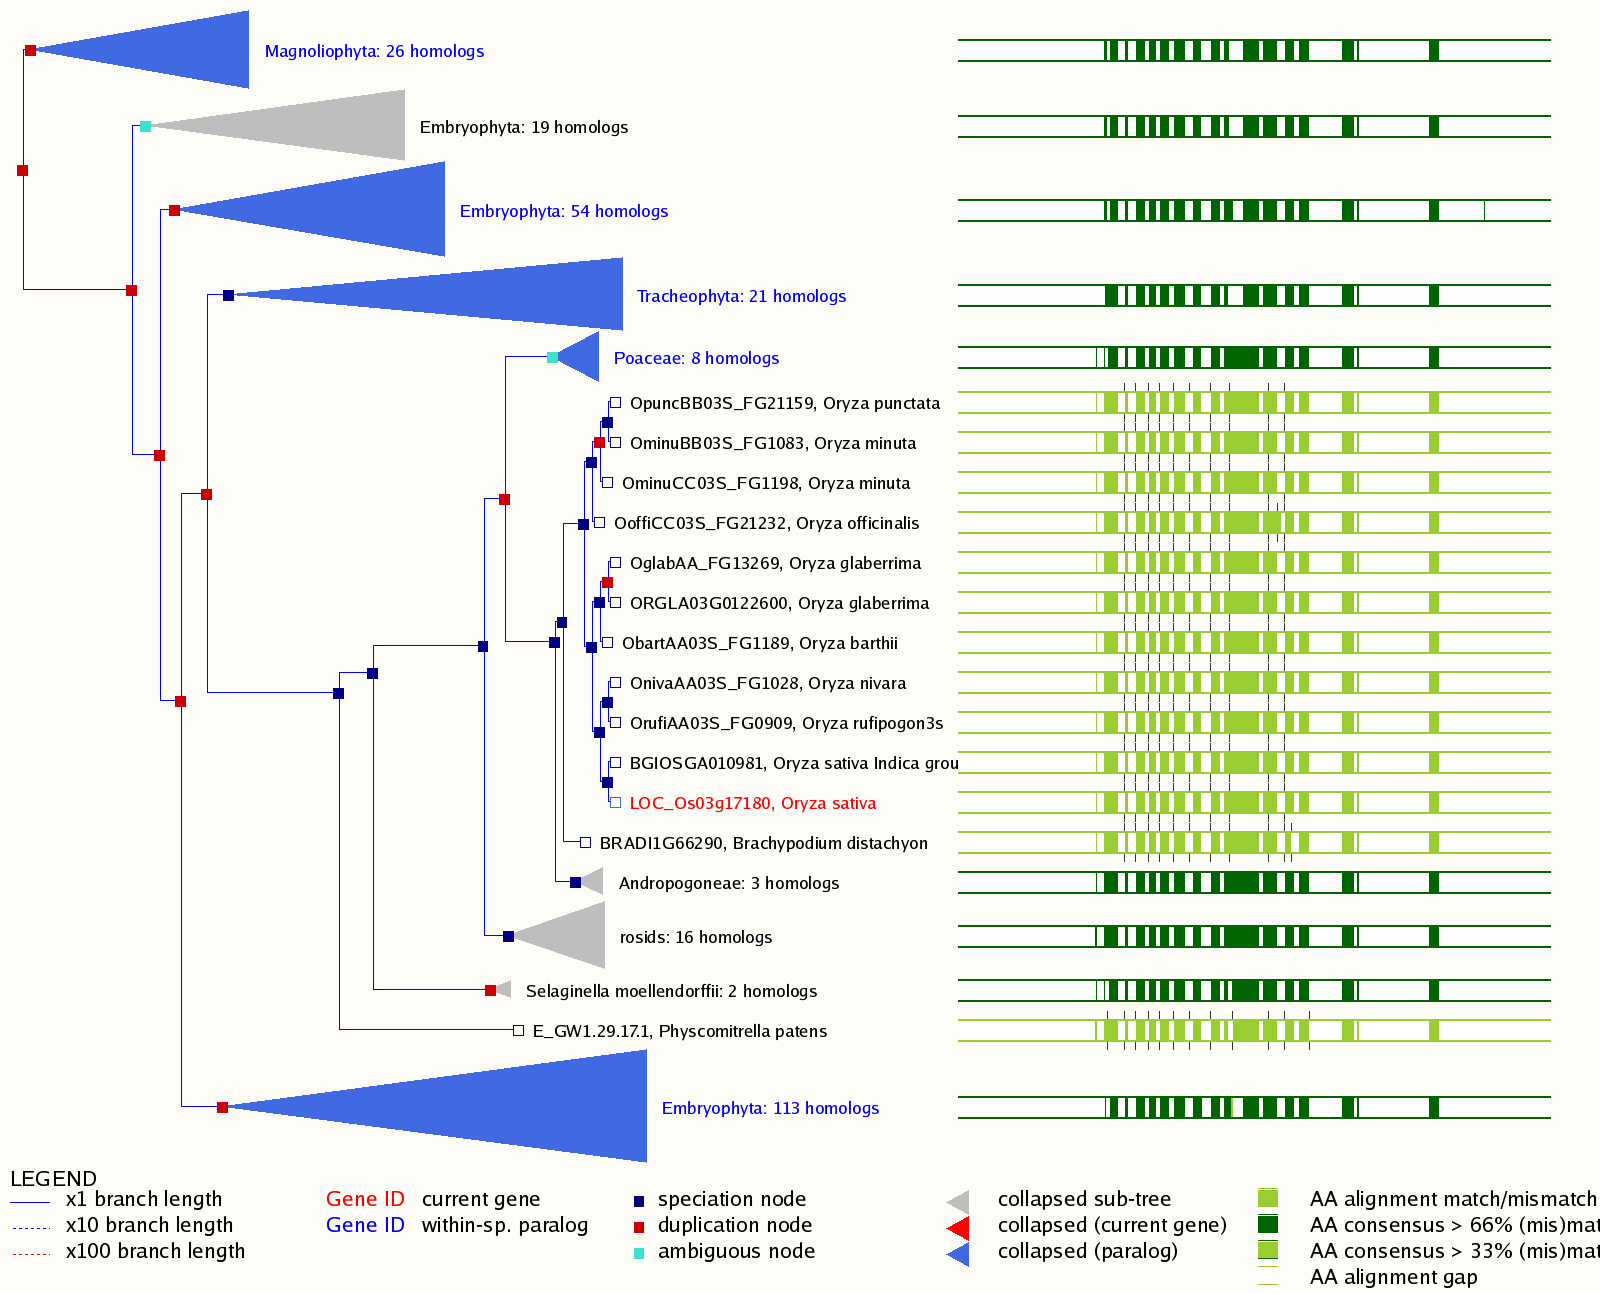 Magnoliophyta: 26 homologs
Embryophyta: 19 homologs
Embryophyta: 54 homologs
Tracheophyta: 21 homologs
Poaceae: 8 homologs
OpuncBB03S_FG21159, Oryza punctata
OminuBB03S_FG1083, Oryza minuta
OminuCC03S_FG1198, Oryza minuta
OoffiCC03S_FG21232, Oryza officinalis
OglabAA_FG13269, Oryza glaberrima
ORGLA03G0122600, Oryza glaberrima
ObartAA03S_FG1189, Oryza barthii
OnivaAA03S_FG1028, Oryza nivara
OrufiAA03S_FG0909, Oryza rufipogon3s
BGIOSGA010981, Oryza sativa Indica grou
LOC_Os03g17180, Oryza sativa
BRADI1G66290, Brachypodium distachyon
Andropogoneae: 3 homologs
rosids: 16 homologs
Selaginella moellendorffii: 2 homologs
E_GW1.29.17.1, Physcomitrella patens
Embryophyta: 113 homologs
LEGEND
x1 branch length
x10 branch length
x100 branch length
Gene ID current gene
Gene ID within-sp. paralog
speciation node
duplication node
ambiguous node
collapsed sub-tree
collapsed (current gene)
collapsed (paralog)
AA alignment match/mismatch
AA consensus > 66% (mis)mat
AA consensus > 33% (mis)mat
AA alignment gap